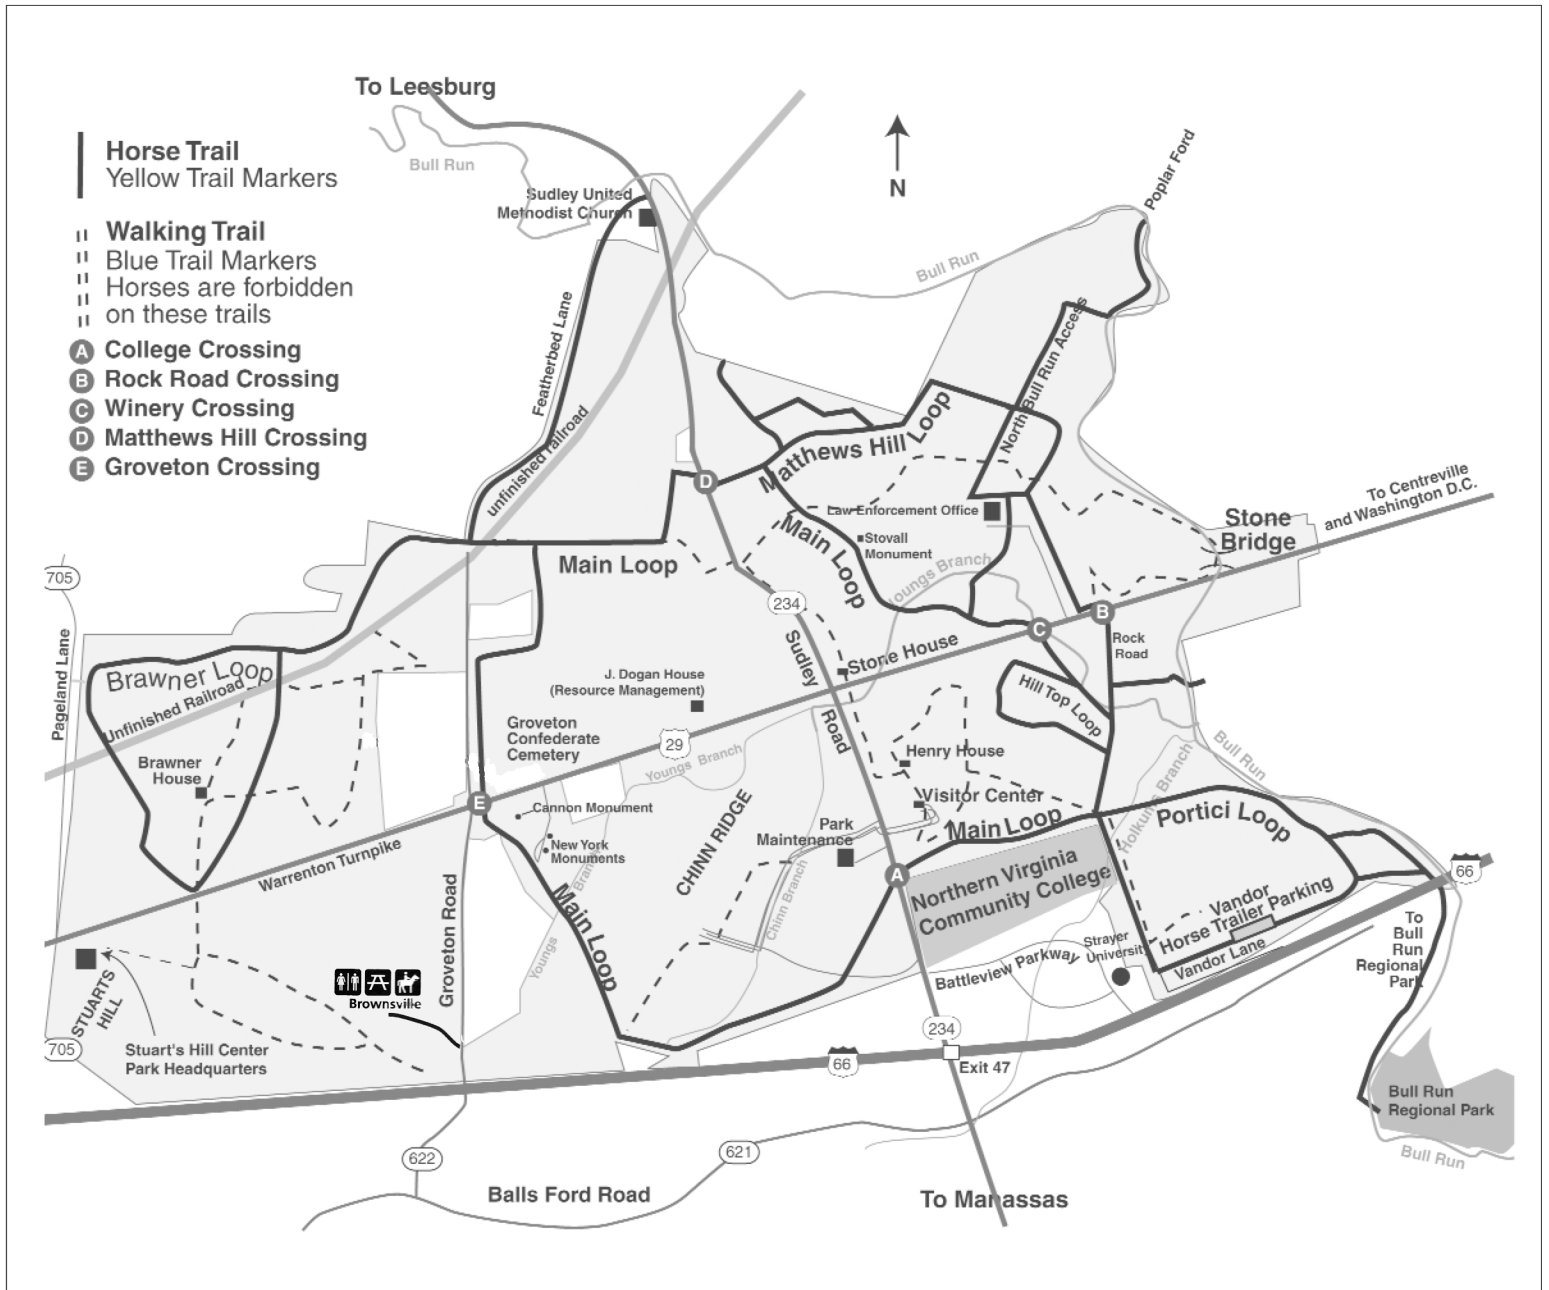 To Leesburg
Horse Trail
Yellow Trail Markers
Walking Trail
Blue Trail Markers
Horses are forbidden
on these trails
A College Crossing
B Rock Road Crossing
C Winery Crossing
D Matthews Hill Crossing
E Groveton Crossing
Bull Run
Sudley United
Methodist Church
N
Poplar Ford
Bull Run
Featherbed Lane
unfinished railroad
North Bull Run Access
Matthews Hill Loop
D
Law Enforcement Office
Stovall
Monument
To Centreville
and Washington D.C.
Stone
Bridge
Main Loop
Main Loop
Youngs Branch
705
234
B
C
Rock
Road
Pageland Lane
Brawner Loop
Unfinished Railroad
Sudley
Road
Stone House
J. Dogan House
(Resource Management)
Hill Top Loop
Groveton
Confederate
Cemetery
29
Youngs Branch
Henry House
Bull Run
Brawner
House
E
Cannon Monument
Visitor Center
Holkums Branch
Portici Loop
New York
Monuments
CHINN RIDGE
Park
Maintenance
Main Loop
Warrenton Turnpike
A
Northern Virginia
Community College
66
Groveton Road
Main Loop
Youngs Branch
Chinn Branch
Vandor
Horse Trailer Parking
Vandor Lane
Strayer
University
Battleview Parkway
To
Bull
Run
Regional
Park
STUARTS
HILL
Brownsville
705
Stuart's Hill Center
Park Headquarters
234
66
Exit 47
Bull Run
Regional Park
Bull Run
622
621
Balls Ford Road
To Manassas